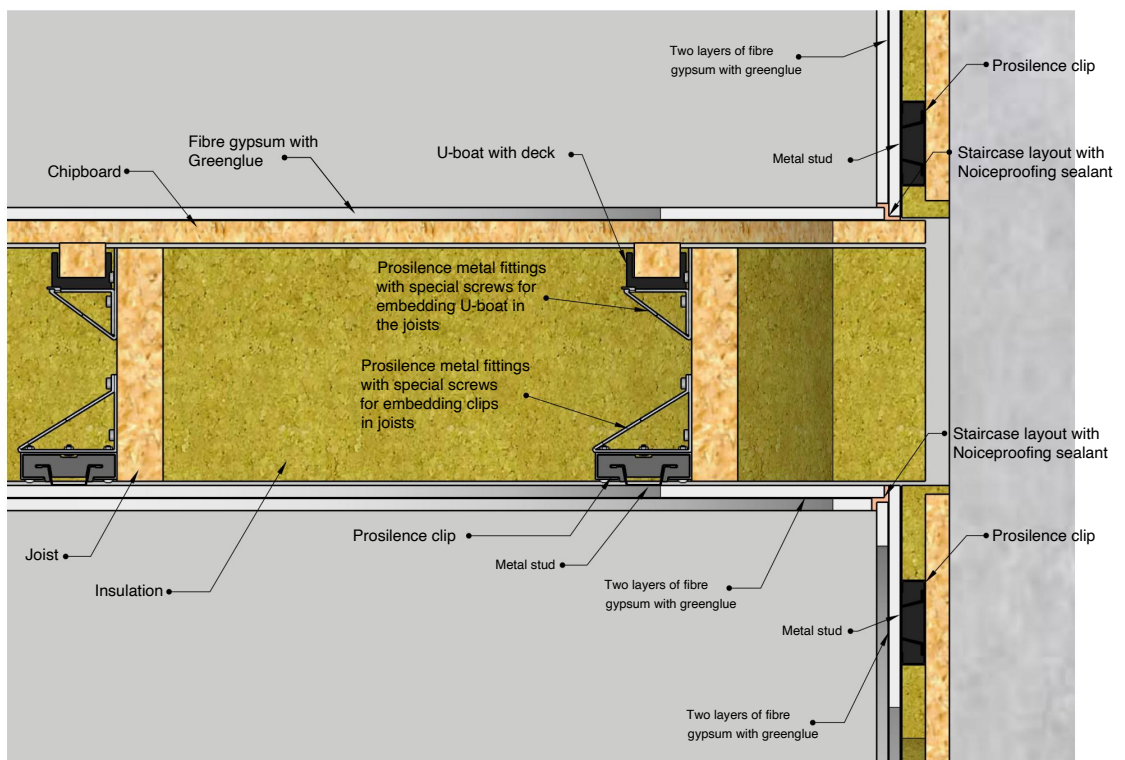 Two layers of fibre
gypsum with greenglue
Prosilence clip
Fibre gypsum with
Greenglue
U-boat with deck
Metal stud
Staircase layout with
Noiceproofing sealant
Chipboard
Prosilence metal fittings
with special screws for
embedding U-boat in
the joists
Prosilence metal fittings
with special screws
for embedding clips
in joists
Staircase layout with
Noiceproofing sealant
Joist
Prosilence clip
Prosilence clip
Metal stud
Insulation
Two layers of fibre
gypsum with greenglue
Metal stud
Two layers of fibre
gypsum with greenglue